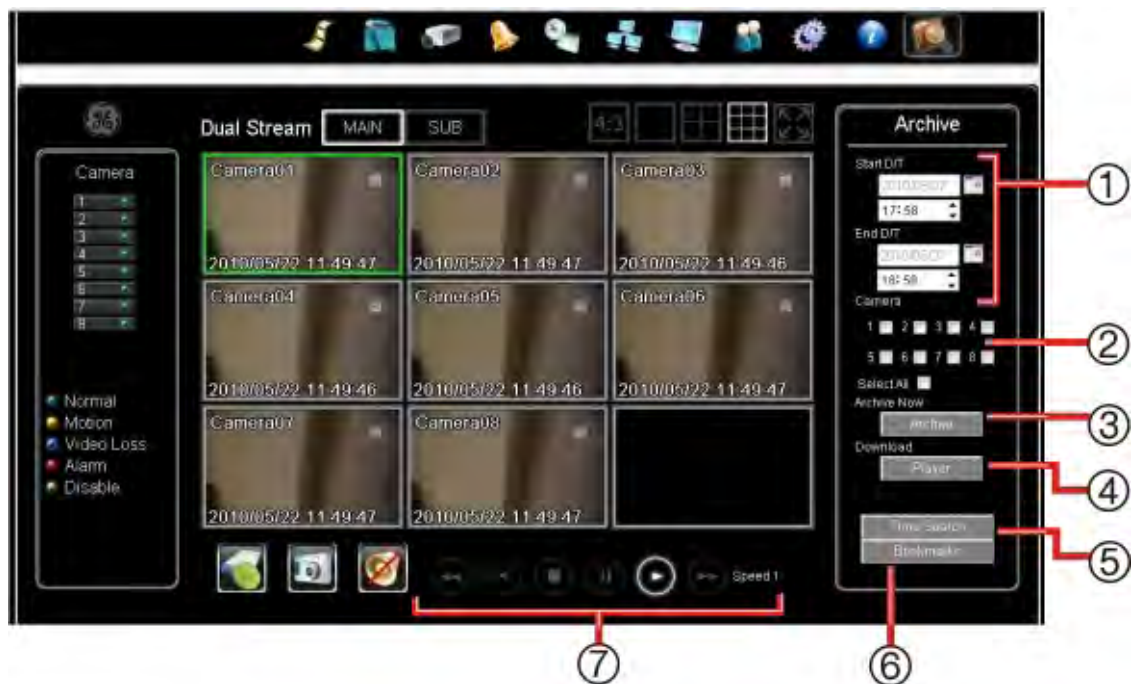 GE
Dual Stream MAIN SUB
4:3
Archive
Camera
1
2
3
4
5
6
7
8
Normal
Motion
Video Loss
Alarm
Disable
Camera01
2010/05/22 11:49:47
Camera02
2010/05/22 11:49:47
Camera03
2010/05/22 11:49:46
Camera04
2010/05/22 11:49:46
Camera05
2010/05/22 11:49:46
Camera06
2010/05/22 11:49:47
Camera07
2010/05/22 11:49:47
Camera08
2010/05/22 11:49:47
Speed 1
Start D/T
17:58
End D/T
18:58
Camera
1 2 3 4
5 6 7 8
Select All
Archive Now
Archive
Download
Player
Time Search
Bookmarks
1
2
3
4
5
6
7